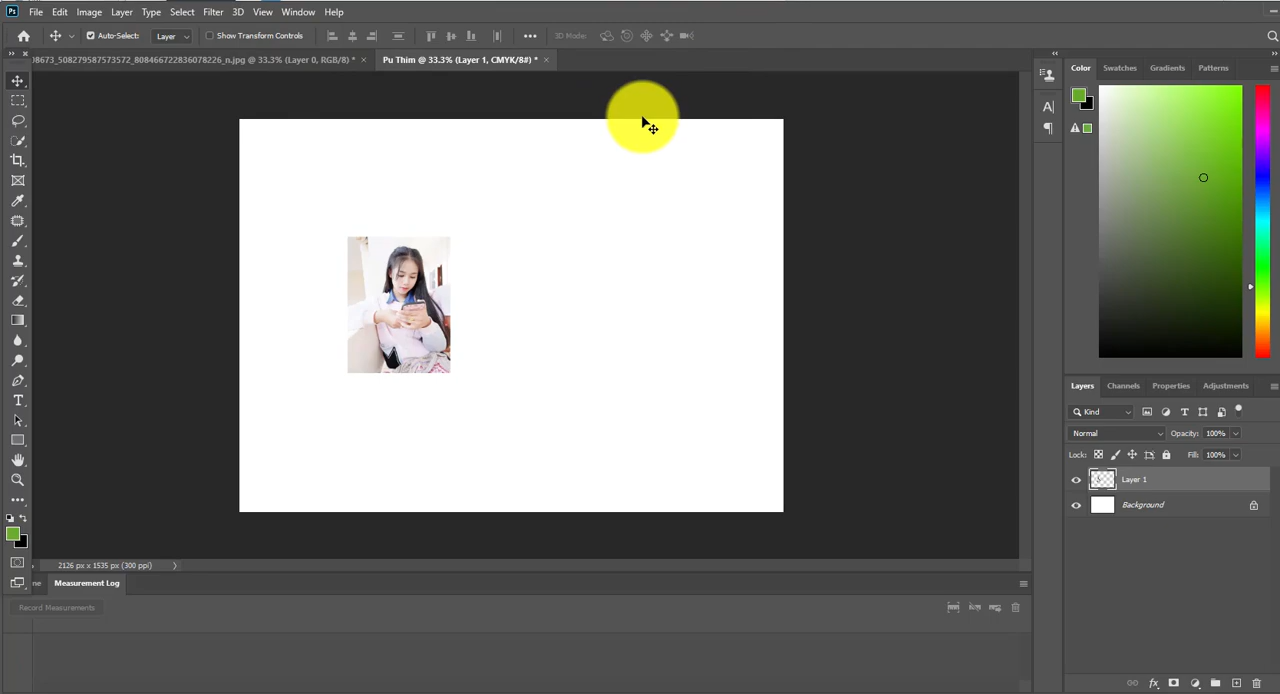 Ps File Edit Image Layer Type Select Filter 3D View Window Help
Auto-Select: Layer Show Transform Controls 3D Mode:
08673_508279587573572_808466722836078226_n.jpg @ 33.3% (Layer 0, RGB/8) * × Pu Thim @ 33.3% (Layer 1, CMYK/8#) * ×
Color Swatches Gradients Patterns
Layers Channels Properties Adjustments
Kind
Normal Opacity: 100%
Lock: Fill: 100%
Layer 1
Background
2126 px x 1535 px (300 ppi)
ne Measurement Log
Record Measurements